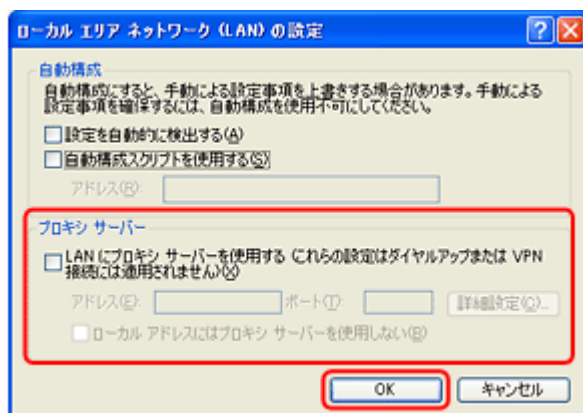 ローカル エリア ネットワーク (LAN) の設定
自動構成
自動構成にすると、手動による設定事項を上書きする場合があります。手動による
設定事項を確保するには、自動構成を使用不可にしてください。
設定を自動的に検出する(A)
自動構成スクリプトを使用する(S)
アドレス(R):
プロキシ サーバー
LAN にプロキシ サーバーを使用する (これらの設定はダイヤルアップまたは VPN
接続には適用されません)(X)
アドレス(E): ポート(T): 詳細設定(C)...
ローカル アドレスにはプロキシ サーバーを使用しない(B)
OK キャンセル